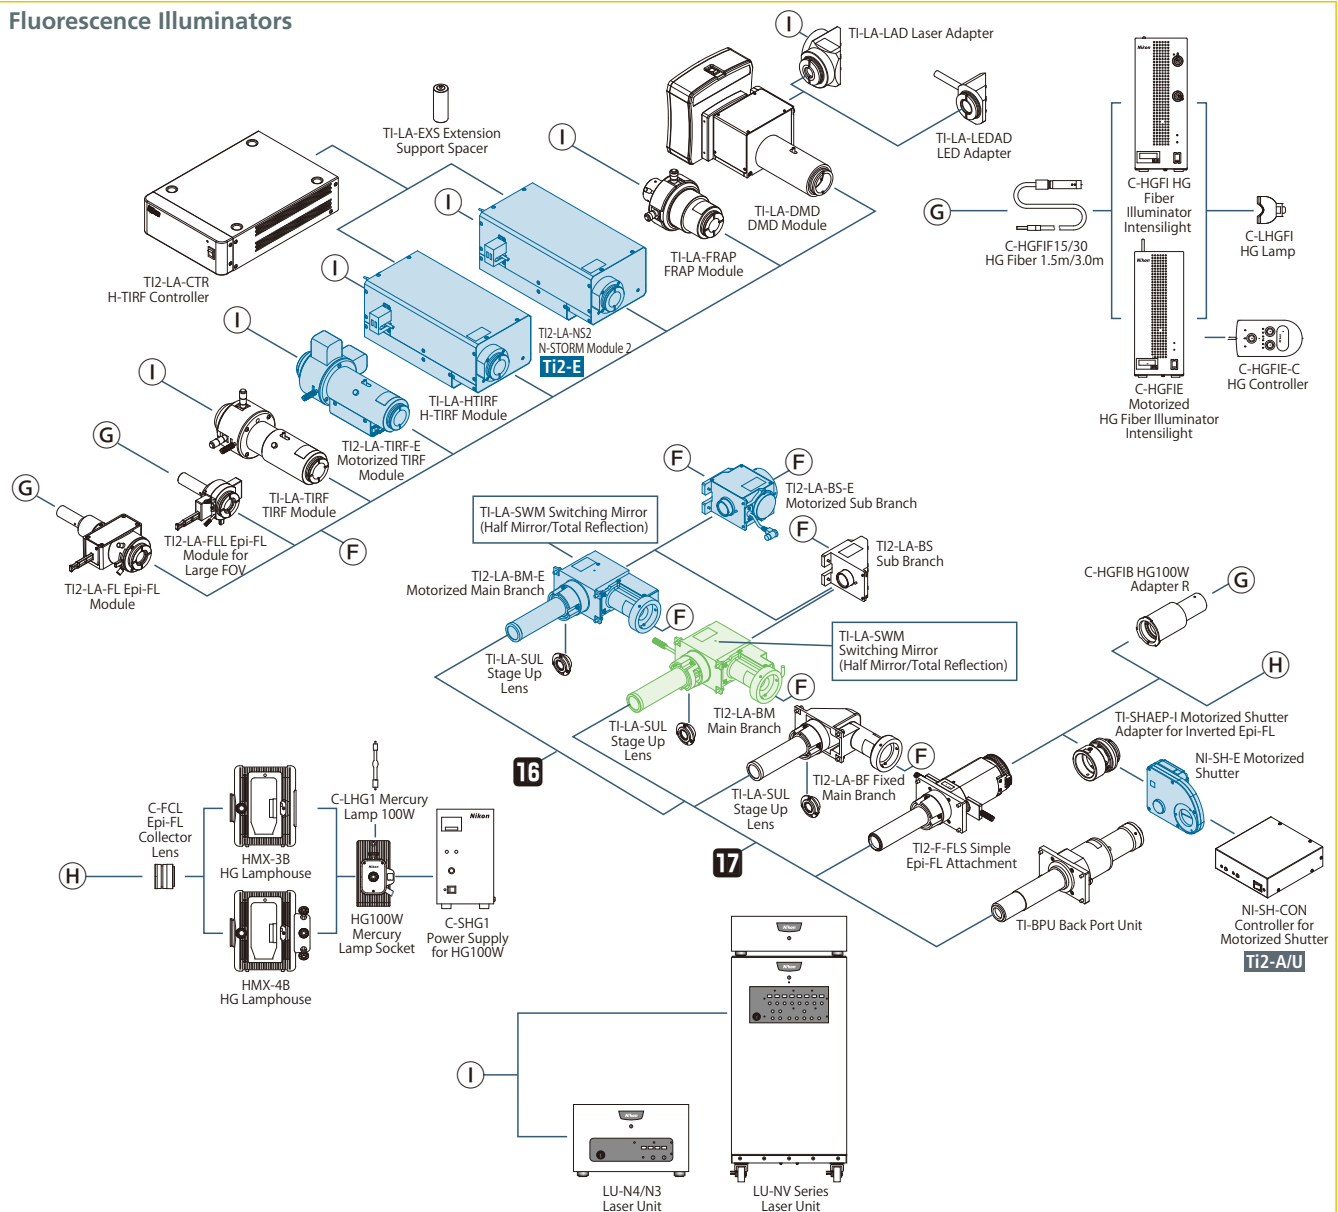 Fluorescence Illuminators
I
TI-LA-LAD Laser Adapter
TI-LA-EXS Extension
Support Spacer
TI-LA-LEDAD
LED Adapter
I
TI-LA-DMD
DMD Module
I
TI-LA-FRAP
FRAP Module
TI2-LA-CTR
H-TIRF Controller
I
TI2-LA-NS2
N-STORM Module 2
Ti2-E
I
TI-LA-HTIRF
H-TIRF Module
I
TI2-LA-TIRF-E
Motorized TIRF
Module
G
TI-LA-TIRF
TIRF Module
G
TI2-LA-FLL Epi-FL
Module for
Large FOV
F
TI2-LA-FL Epi-FL
Module
Nikon
C-HGFI HG
Fiber
Illuminator
Intensilight
G
C-HGFIF15/30
HG Fiber 1.5m/3.0m
C-LHGFI
HG Lamp
Nikon
C-HGFIE
Motorized
HG Fiber Illuminator
Intensilight
C-HGFIE-C
HG Controller
F
F
TI2-LA-BS-E
Motorized Sub Branch
TI-LA-SWM Switching Mirror
(Half Mirror/Total Reflection)
F
TI2-LA-BS
Sub Branch
TI2-LA-BM-E
Motorized Main Branch
F
C-HGFIB HG100W
Adapter R
G
TI-LA-SWM
Switching Mirror
(Half Mirror/Total Reflection)
TI-LA-SUL
Stage Up
Lens
F
TI2-LA-BM
Main Branch
H
TI-LA-SUL
Stage Up
Lens
TI-SHAEP-I Motorized Shutter
Adapter for Inverted Epi-FL
F
TI2-LA-BF Fixed
Main Branch
NI-SH-E Motorized
Shutter
16
TI-LA-SUL
Stage Up
Lens
17
TI2-F-FLS Simple
Epi-FL Attachment
TI-BPU Back Port Unit
NI-SH-CON
Controller for
Motorized Shutter
Ti2-A/U
H
C-FCL
Epi-FL
Collector
Lens
HMX-3B
HG Lamphouse
HMX-4B
HG Lamphouse
C-LHG1 Mercury
Lamp 100W
HG100W
Mercury
Lamp Socket
Nikon
C-SHG1
Power Supply
for HG100W
Nikon
Nikon
I
Nikon
LU-N4/N3
Laser Unit
LU-NV Series
Laser Unit